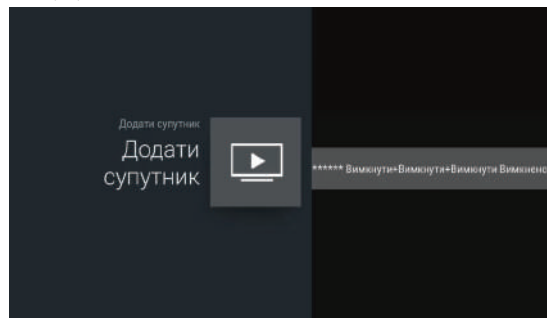 Додати супутник
Додати
супутник
****** Вимкнути+Вимкнути+Вимкнути Вимкнено